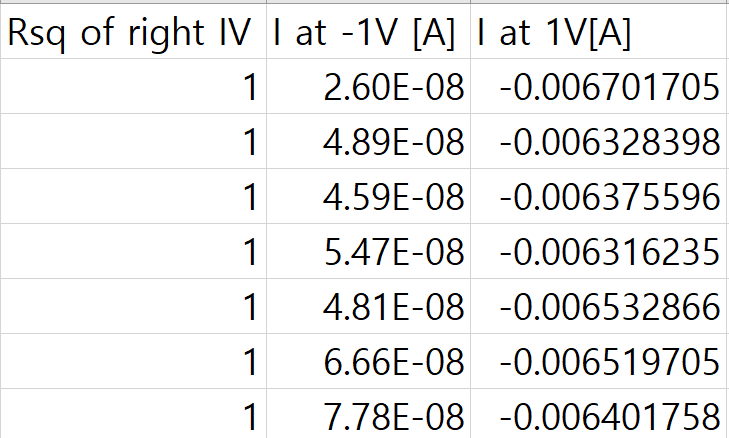 Rsq of right IV I at -1V [A] I at 1V[A]
1 2.60E-08 -0.006701705
1 4.89E-08 -0.006328398
1 4.59E-08 -0.006375596
1 5.47E-08 -0.006316235
1 4.81E-08 -0.006532866
1 6.66E-08 -0.006519705
1 7.78E-08 -0.006401758